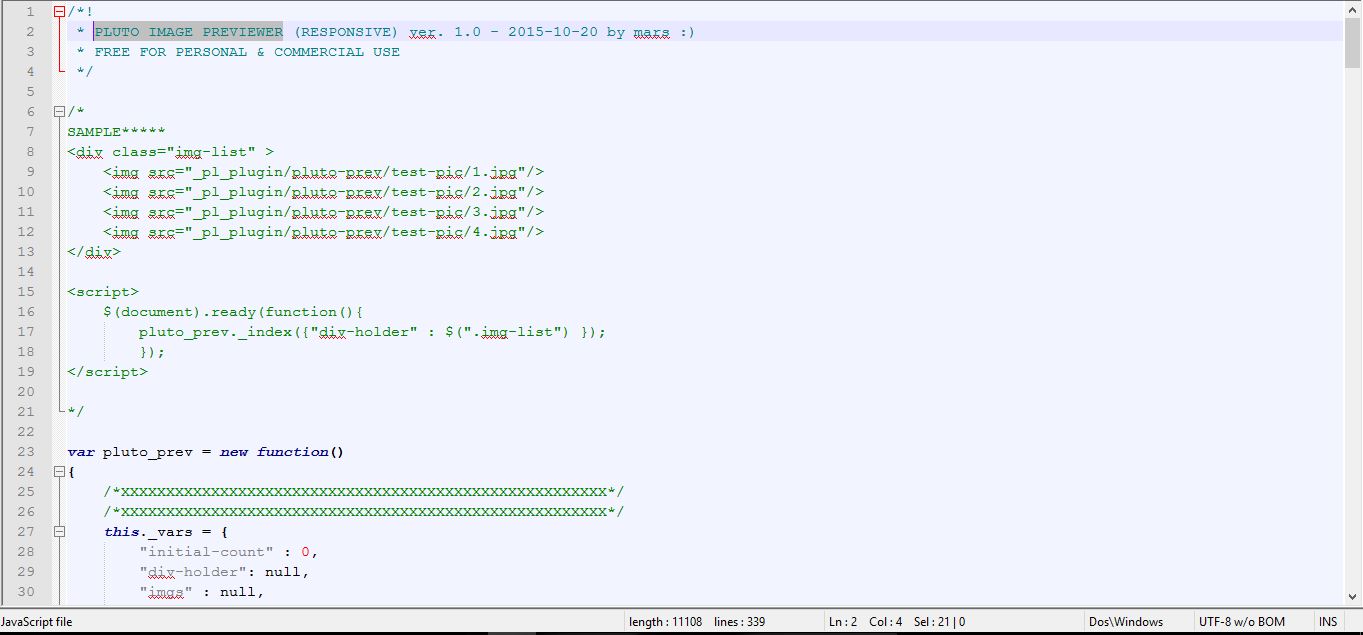 1 /*!
2 * PLUTO IMAGE PREVIEWER (RESPONSIVE) ver. 1.0 - 2015-10-20 by mars :)
3 * FREE FOR PERSONAL & COMMERCIAL USE
4 */
5
6 /*
7 SAMPLE*****
8 <div class="img-list" >
9 <img src="_pl_plugin/pluto-prev/test-pic/1.jpg"/>
10 <img src="_pl_plugin/pluto-prev/test-pic/2.jpg"/>
11 <img src="_pl_plugin/pluto-prev/test-pic/3.jpg"/>
12 <img src="_pl_plugin/pluto-prev/test-pic/4.jpg"/>
13 </div>
14
15 <script>
16 $(document).ready(function(){
17 pluto_prev._index({"div-holder" : $(".img-list") });
18 });
19 </script>
20
21 */
22
23 var pluto_prev = new function()
24 {
25 /*XXXXXXXXXXXXXXXXXXXXXXXXXXXXXXXXXXXXXXXXXXXXXXXXXXXXXX*/
26 /*XXXXXXXXXXXXXXXXXXXXXXXXXXXXXXXXXXXXXXXXXXXXXXXXXXXXXX*/
27 this._vars = {
28 "initial-count" : 0,
29 "div-holder": null,
30 "imgs" : null,
JavaScript file length : 11108 lines : 339 Ln : 2 Col : 4 Sel : 21 | 0 Dos\Windows UTF-8 w/o BOM INS